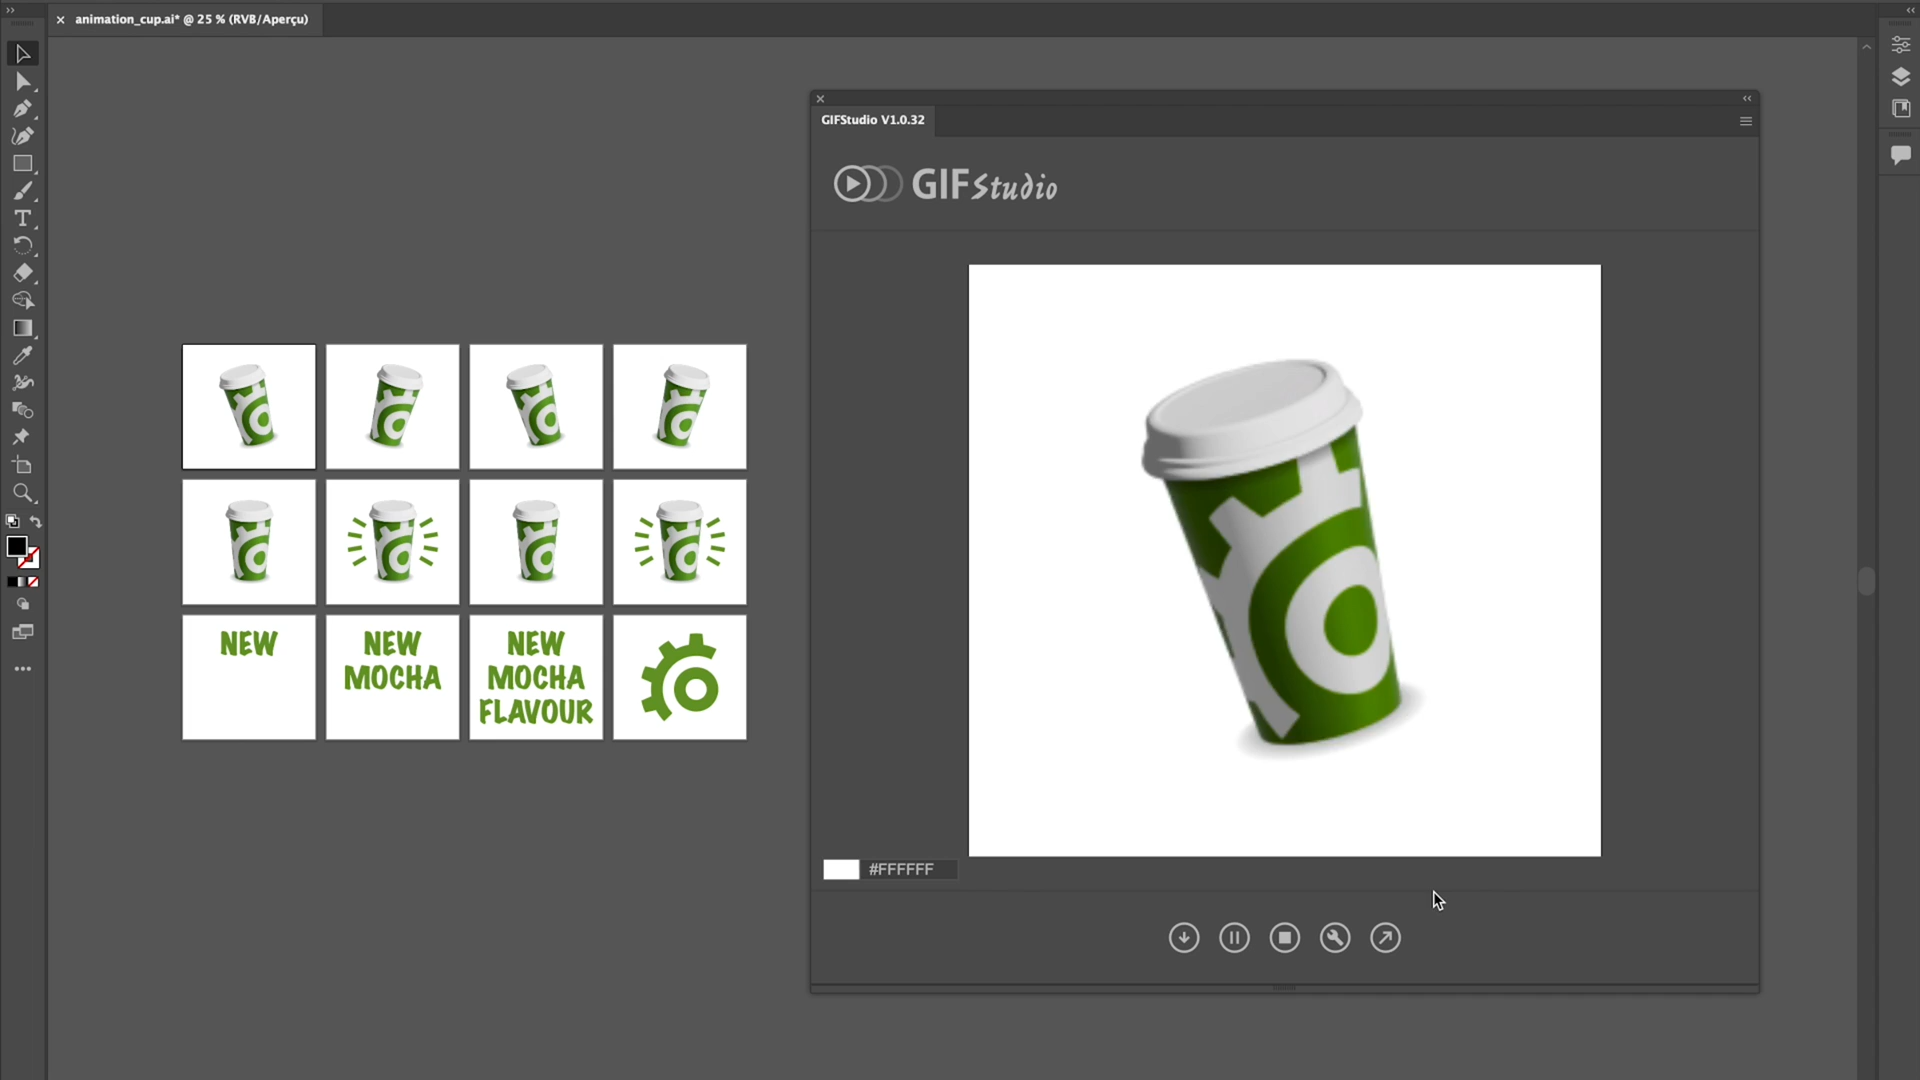 animation_cup.ai* @ 25 % (RVB/Aperçu)
GIFStudio V1.0.32
GIFStudio
NEW
NEW
MOCHA
NEW
MOCHA
FLAVOUR
#FFFFFF